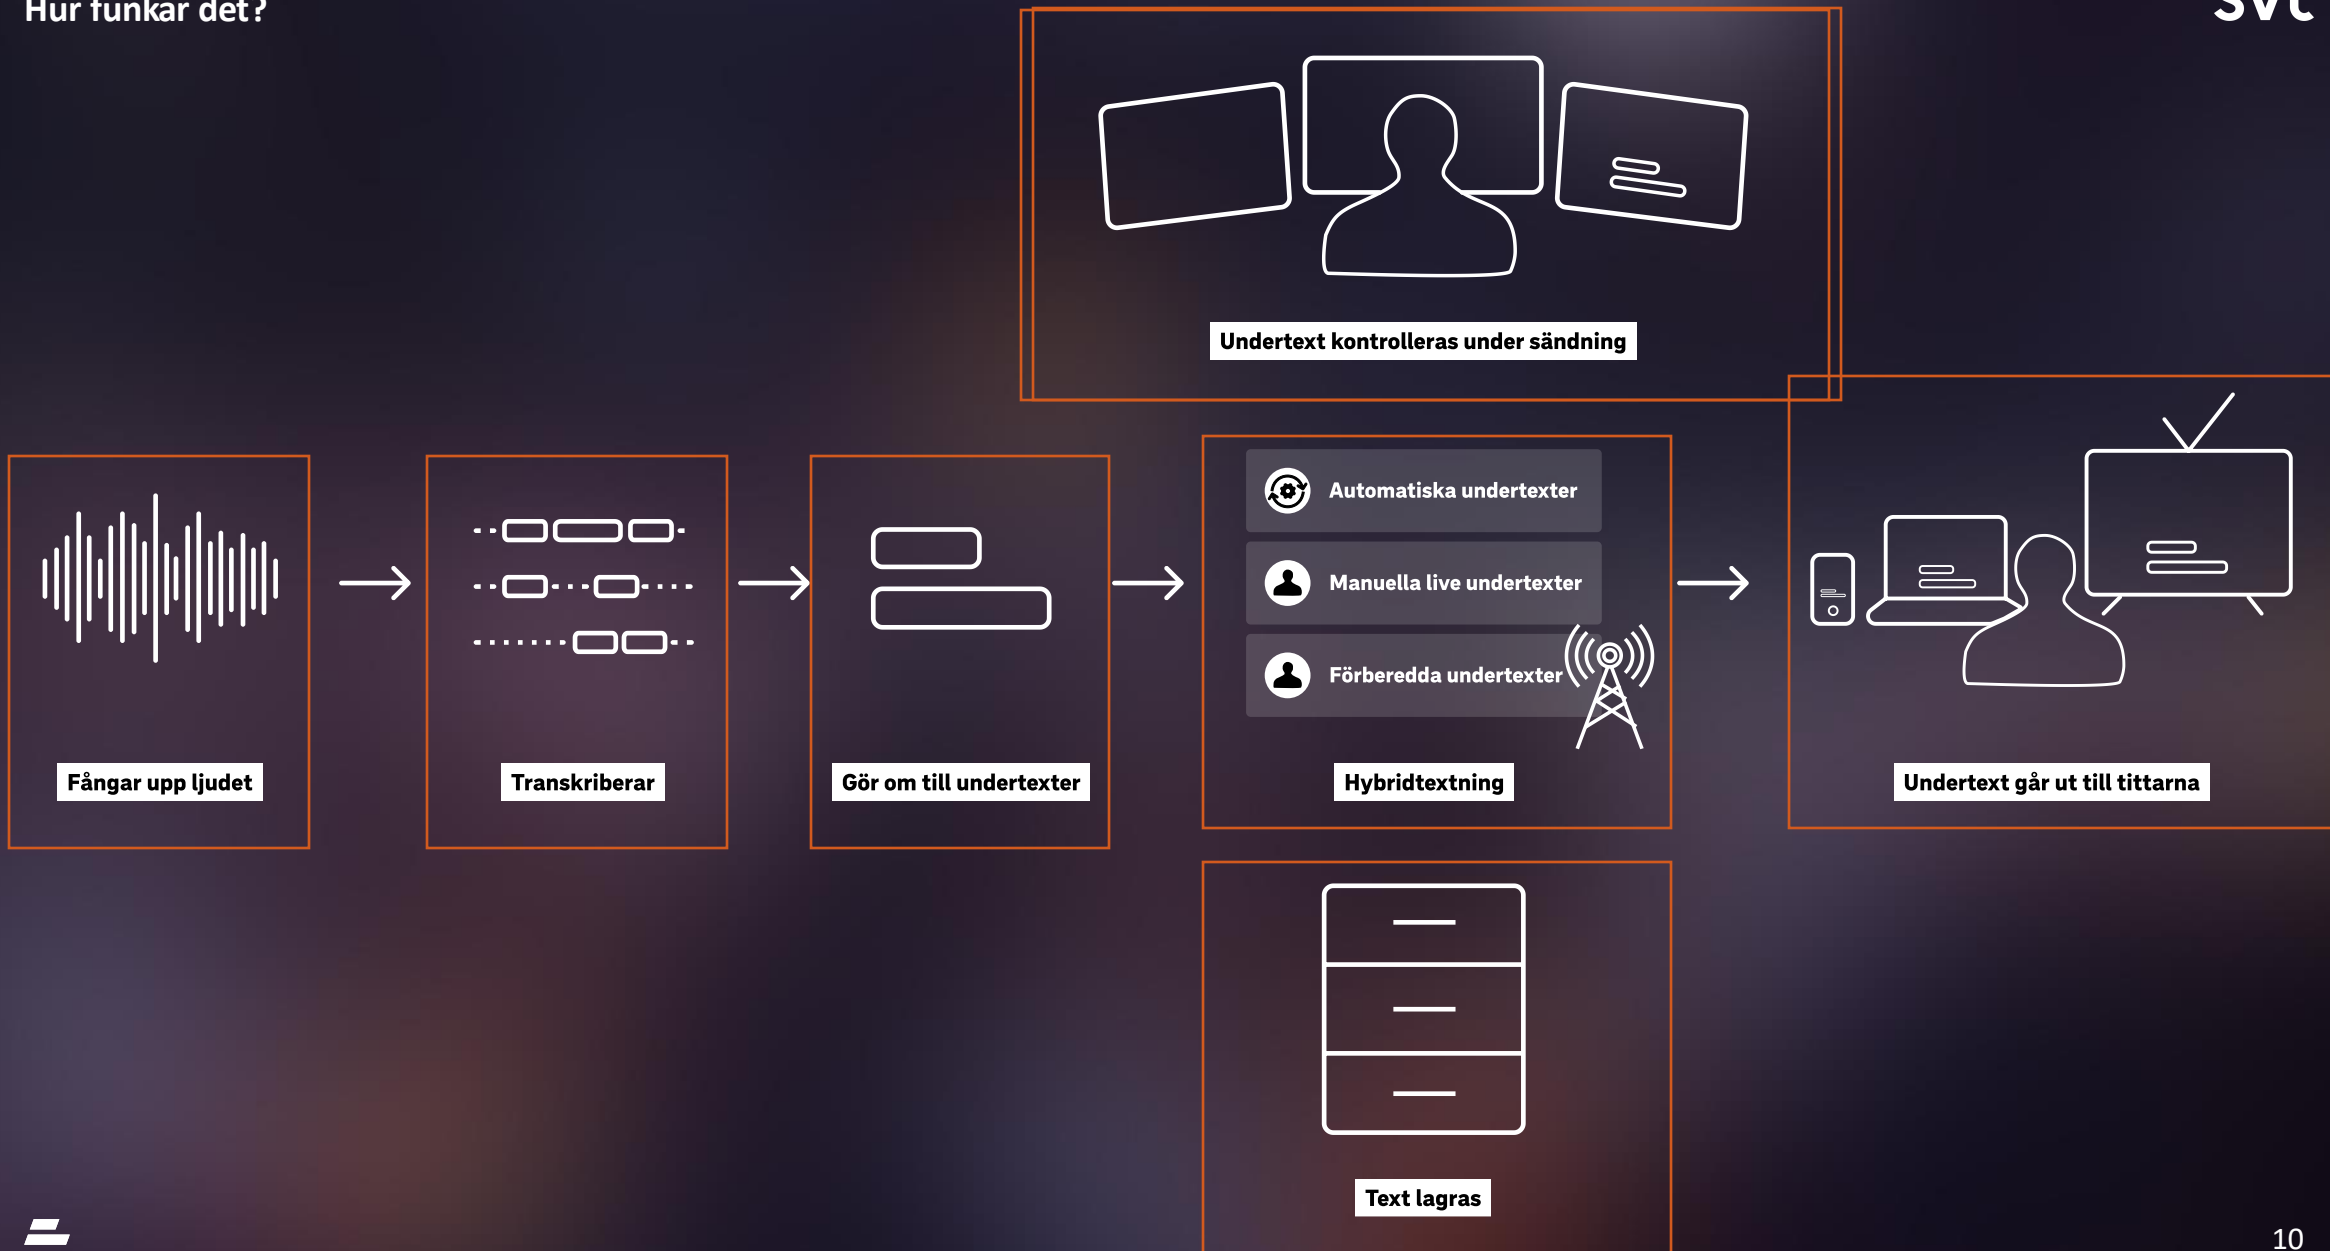 Hur funkar det?
svt
Undertext kontrolleras under sändning
Automatiska undertexter
Manuella live undertexter
Förberedda undertexter
Fångar upp ljudet
Transkriberar
Gör om till undertexter
Hybridtextning
Undertext går ut till tittarna
Text lagras
10